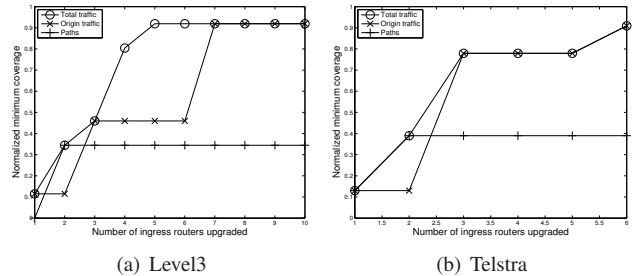 Total traffic
Origin traffic
Paths
Normalized minimum coverage
1
0.9
0.8
0.7
0.6
0.5
0.4
0.3
0.2
0.1
0
1 2 3 4 5 6 7 8 9 10
Number of ingress routers upgraded
(a) Level3
Total traffic
Origin traffic
Paths
Normalized minimum coverage
1
0.9
0.8
0.7
0.6
0.5
0.4
0.3
0.2
0.1
0
1 1.5 2 2.5 3 3.5 4 4.5 5 5.5 6
Number of ingress routers upgraded
(b) Telstra